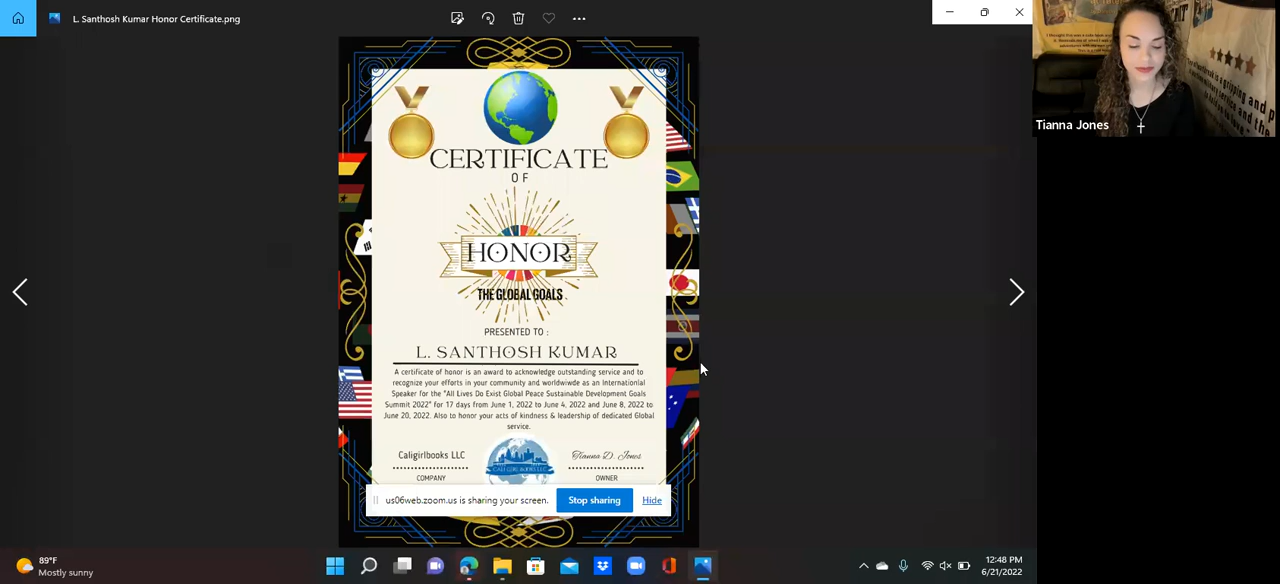 L. Santhosh Kumar Honor Certificate.png
Tianna Jones
CERTIFICATE
OF
HONOR
THE GLOBAL GOALS
PRESENTED TO :
L. SANTHOSH KUMAR
A certificate of honor is an award to acknowledge outstanding service and to
recognize your efforts in your community and worldwiwde as an International
Speaker for the "All Lives Do Exist Global Peace Sustainable Development Goals
Summit 2022" for 17 days from June 1, 2022 to June 4, 2022 and June 8, 2022 to
June 20, 2022. Also to honor your acts of kindness & leadership of dedicated Global
service.
Caligirlbooks LLC
Tianna D. Jones
CALI GIRL BOOKS LLC
COMPANY
OWNER
us06web.zoom.us is sharing your screen.
Stop sharing
Hide
89°F
Mostly sunny
12:48 PM
6/21/2022